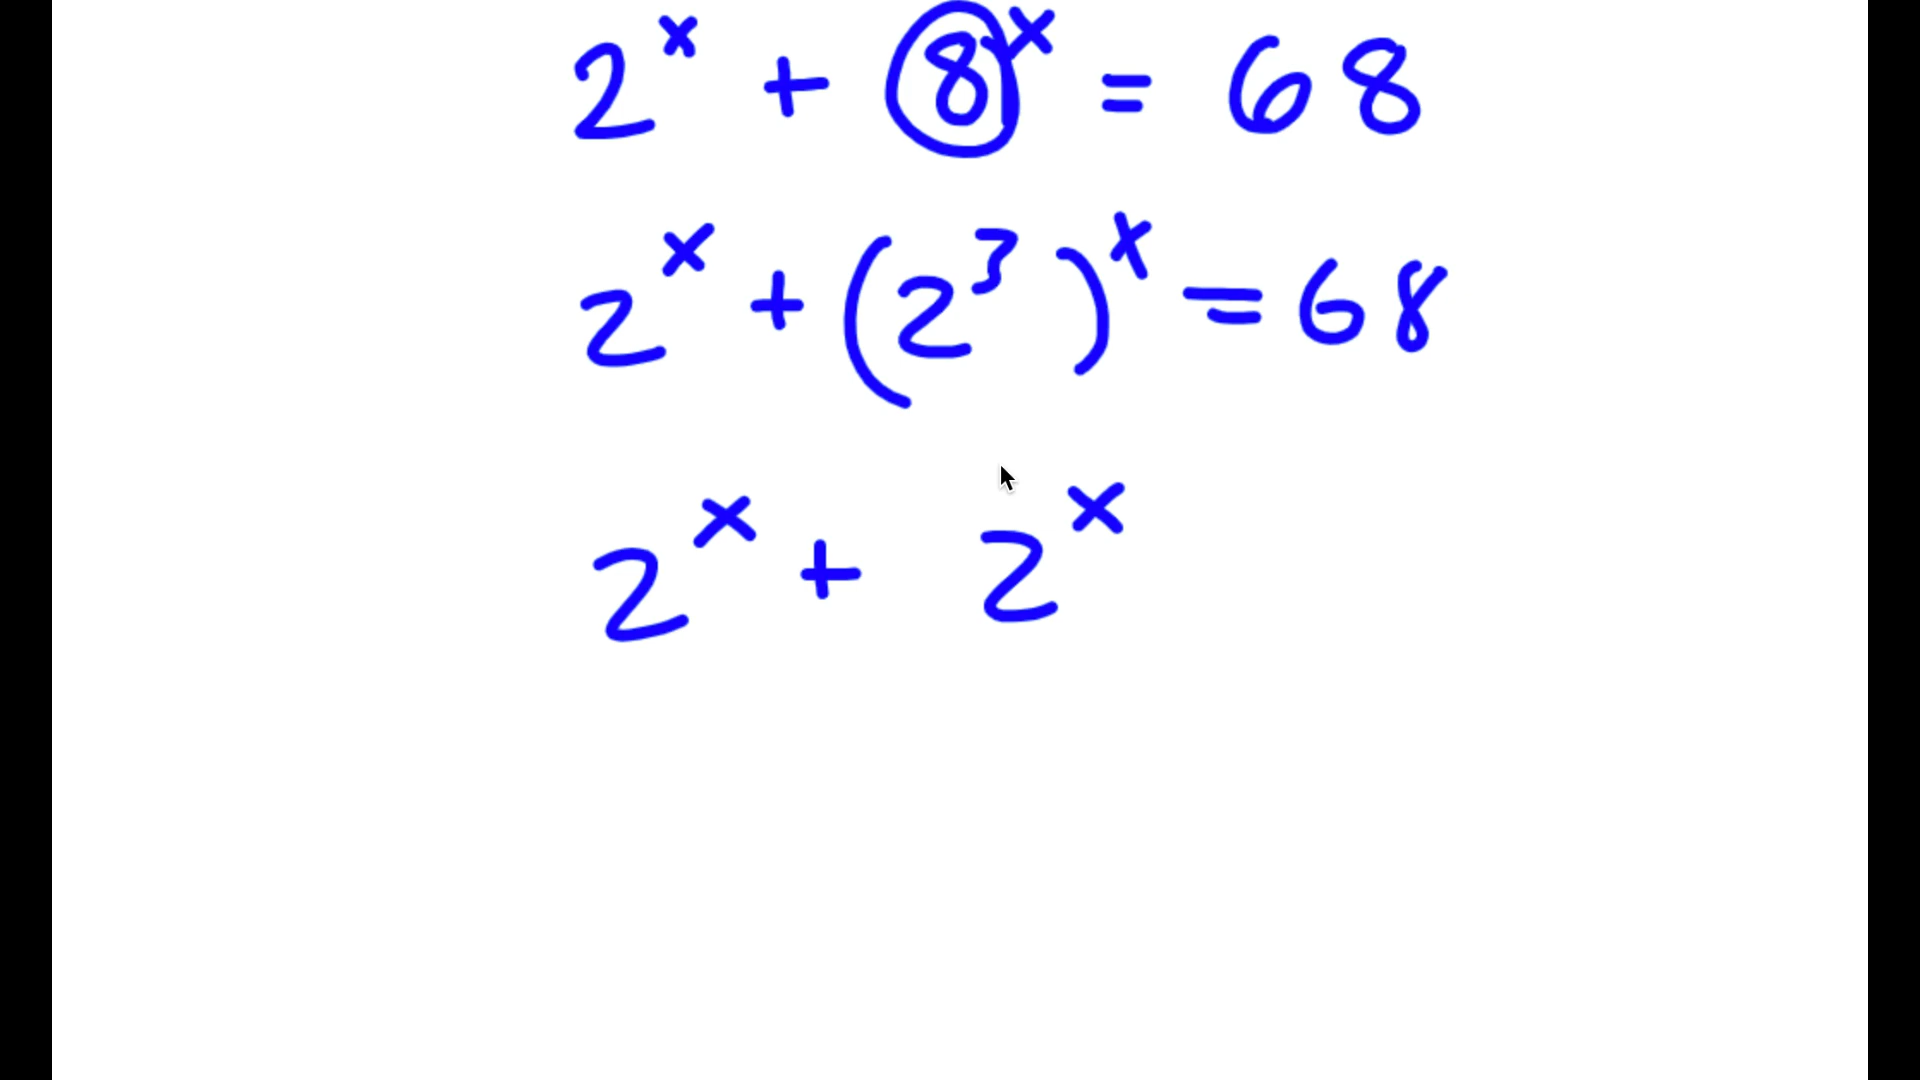 2^x + 8^x = 68
2^x + (2^3)^x = 68
2^x + 2^x